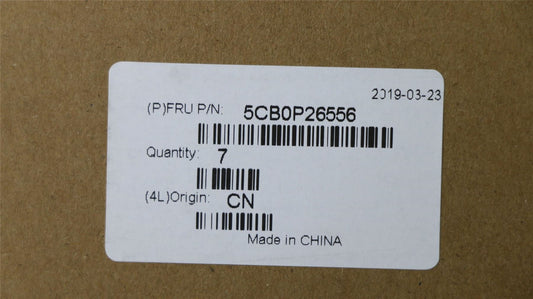 2019-03-23
(P)FRU P/N: 5CB0P26556
Quantity: 7
(4L)Origin: CN
Made in CHINA